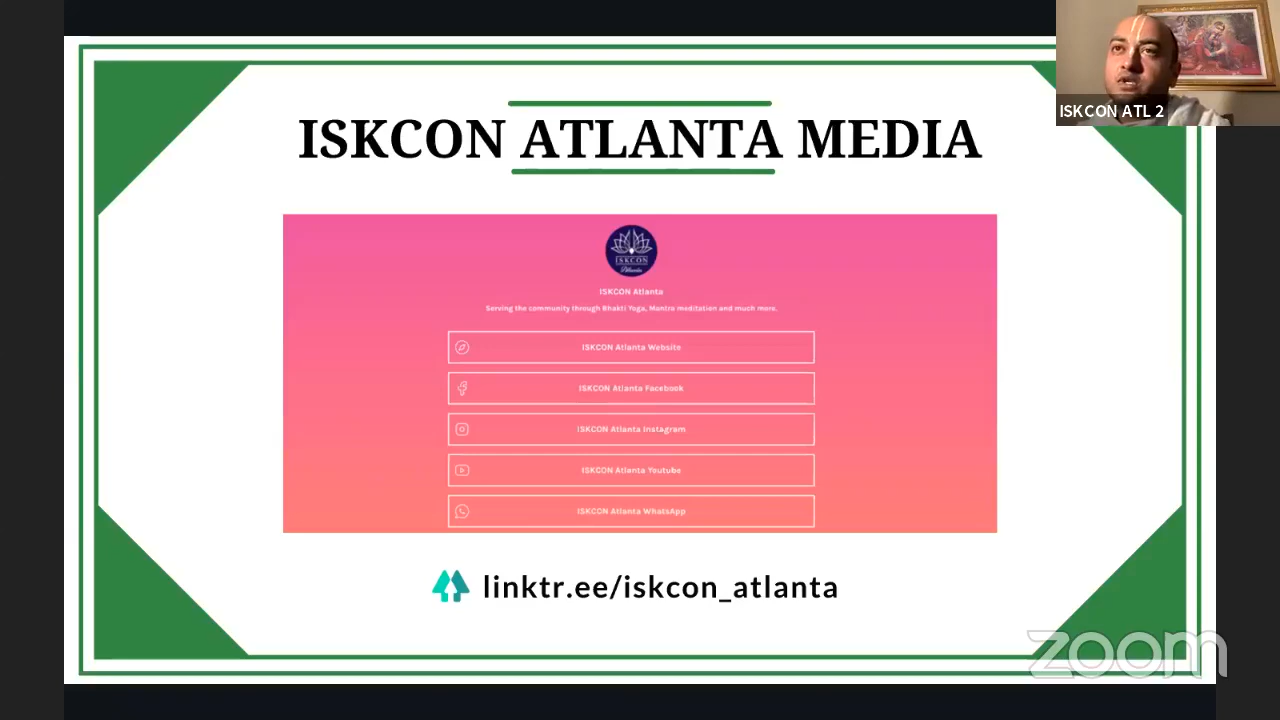 ISKCON ATLANTA MEDIA
ISKCON ATL 2
ISKCON
Atlanta
ISKCON Atlanta
Serving the community through Bhakti Yoga, Mantra meditation and much more.
ISKCON Atlanta Website
ISKCON Atlanta Facebook
ISKCON Atlanta Instagram
ISKCON Atlanta Youtube
ISKCON Atlanta WhatsApp
linktr.ee/iskcon_atlanta
zoom